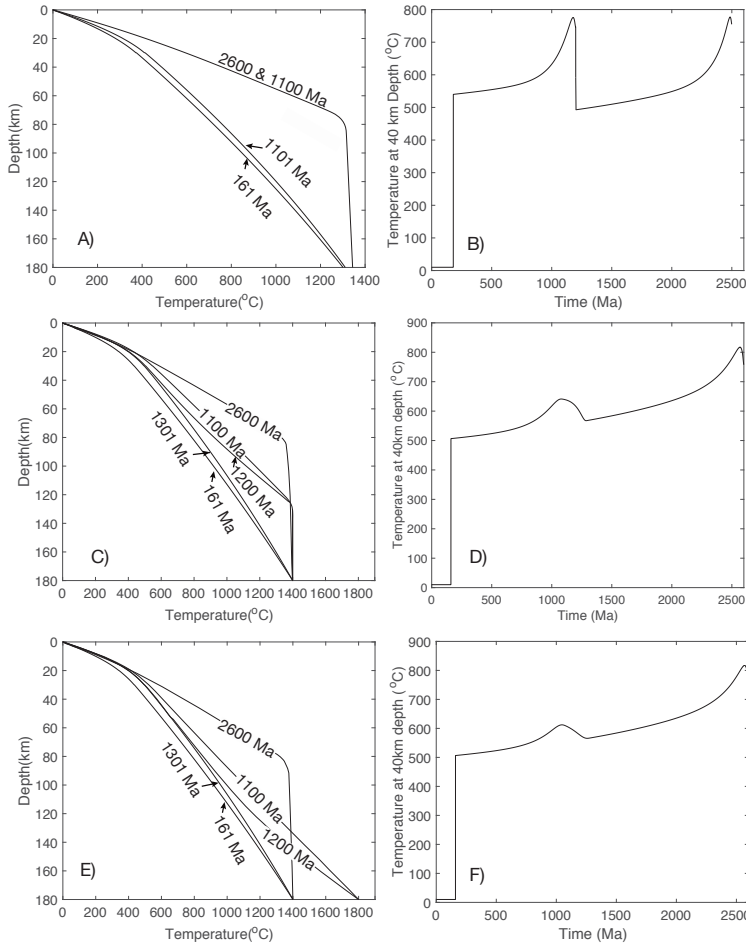 0
20
40
60
80
100
120
140
160
180
Depth(km)
2600 & 1100 Ma
1101 Ma
161 Ma
A)
0 200 400 600 800 1000 1200 1400
Temperature(°C)
800
700
600
500
400
300
200
100
0
Temperature at 40 km Depth (°C)
B)
0 500 1000 1500 2000 2500
Time (Ma)
0
20
40
60
80
100
120
140
160
180
Depth(km)
2600 Ma
1100 Ma
1200 Ma
1301 Ma
161 Ma
C)
0 200 400 600 800 1000 1200 1400 1600 1800
Temperature(°C)
900
800
700
600
500
400
300
200
100
0
Temperature at 40km depth (°C)
D)
0 500 1000 1500 2000 2500
Time (Ma)
0
20
40
60
80
100
120
140
160
180
Depth(km)
2600 Ma
1100 Ma
1200 Ma
1301 Ma
161 Ma
E)
0 200 400 600 800 1000 1200 1400 1600 1800
Temperature(°C)
900
800
700
600
500
400
300
200
100
0
Temperature at 40km depth (°C)
F)
0 500 1000 1500 2000 2500
Time (Ma)